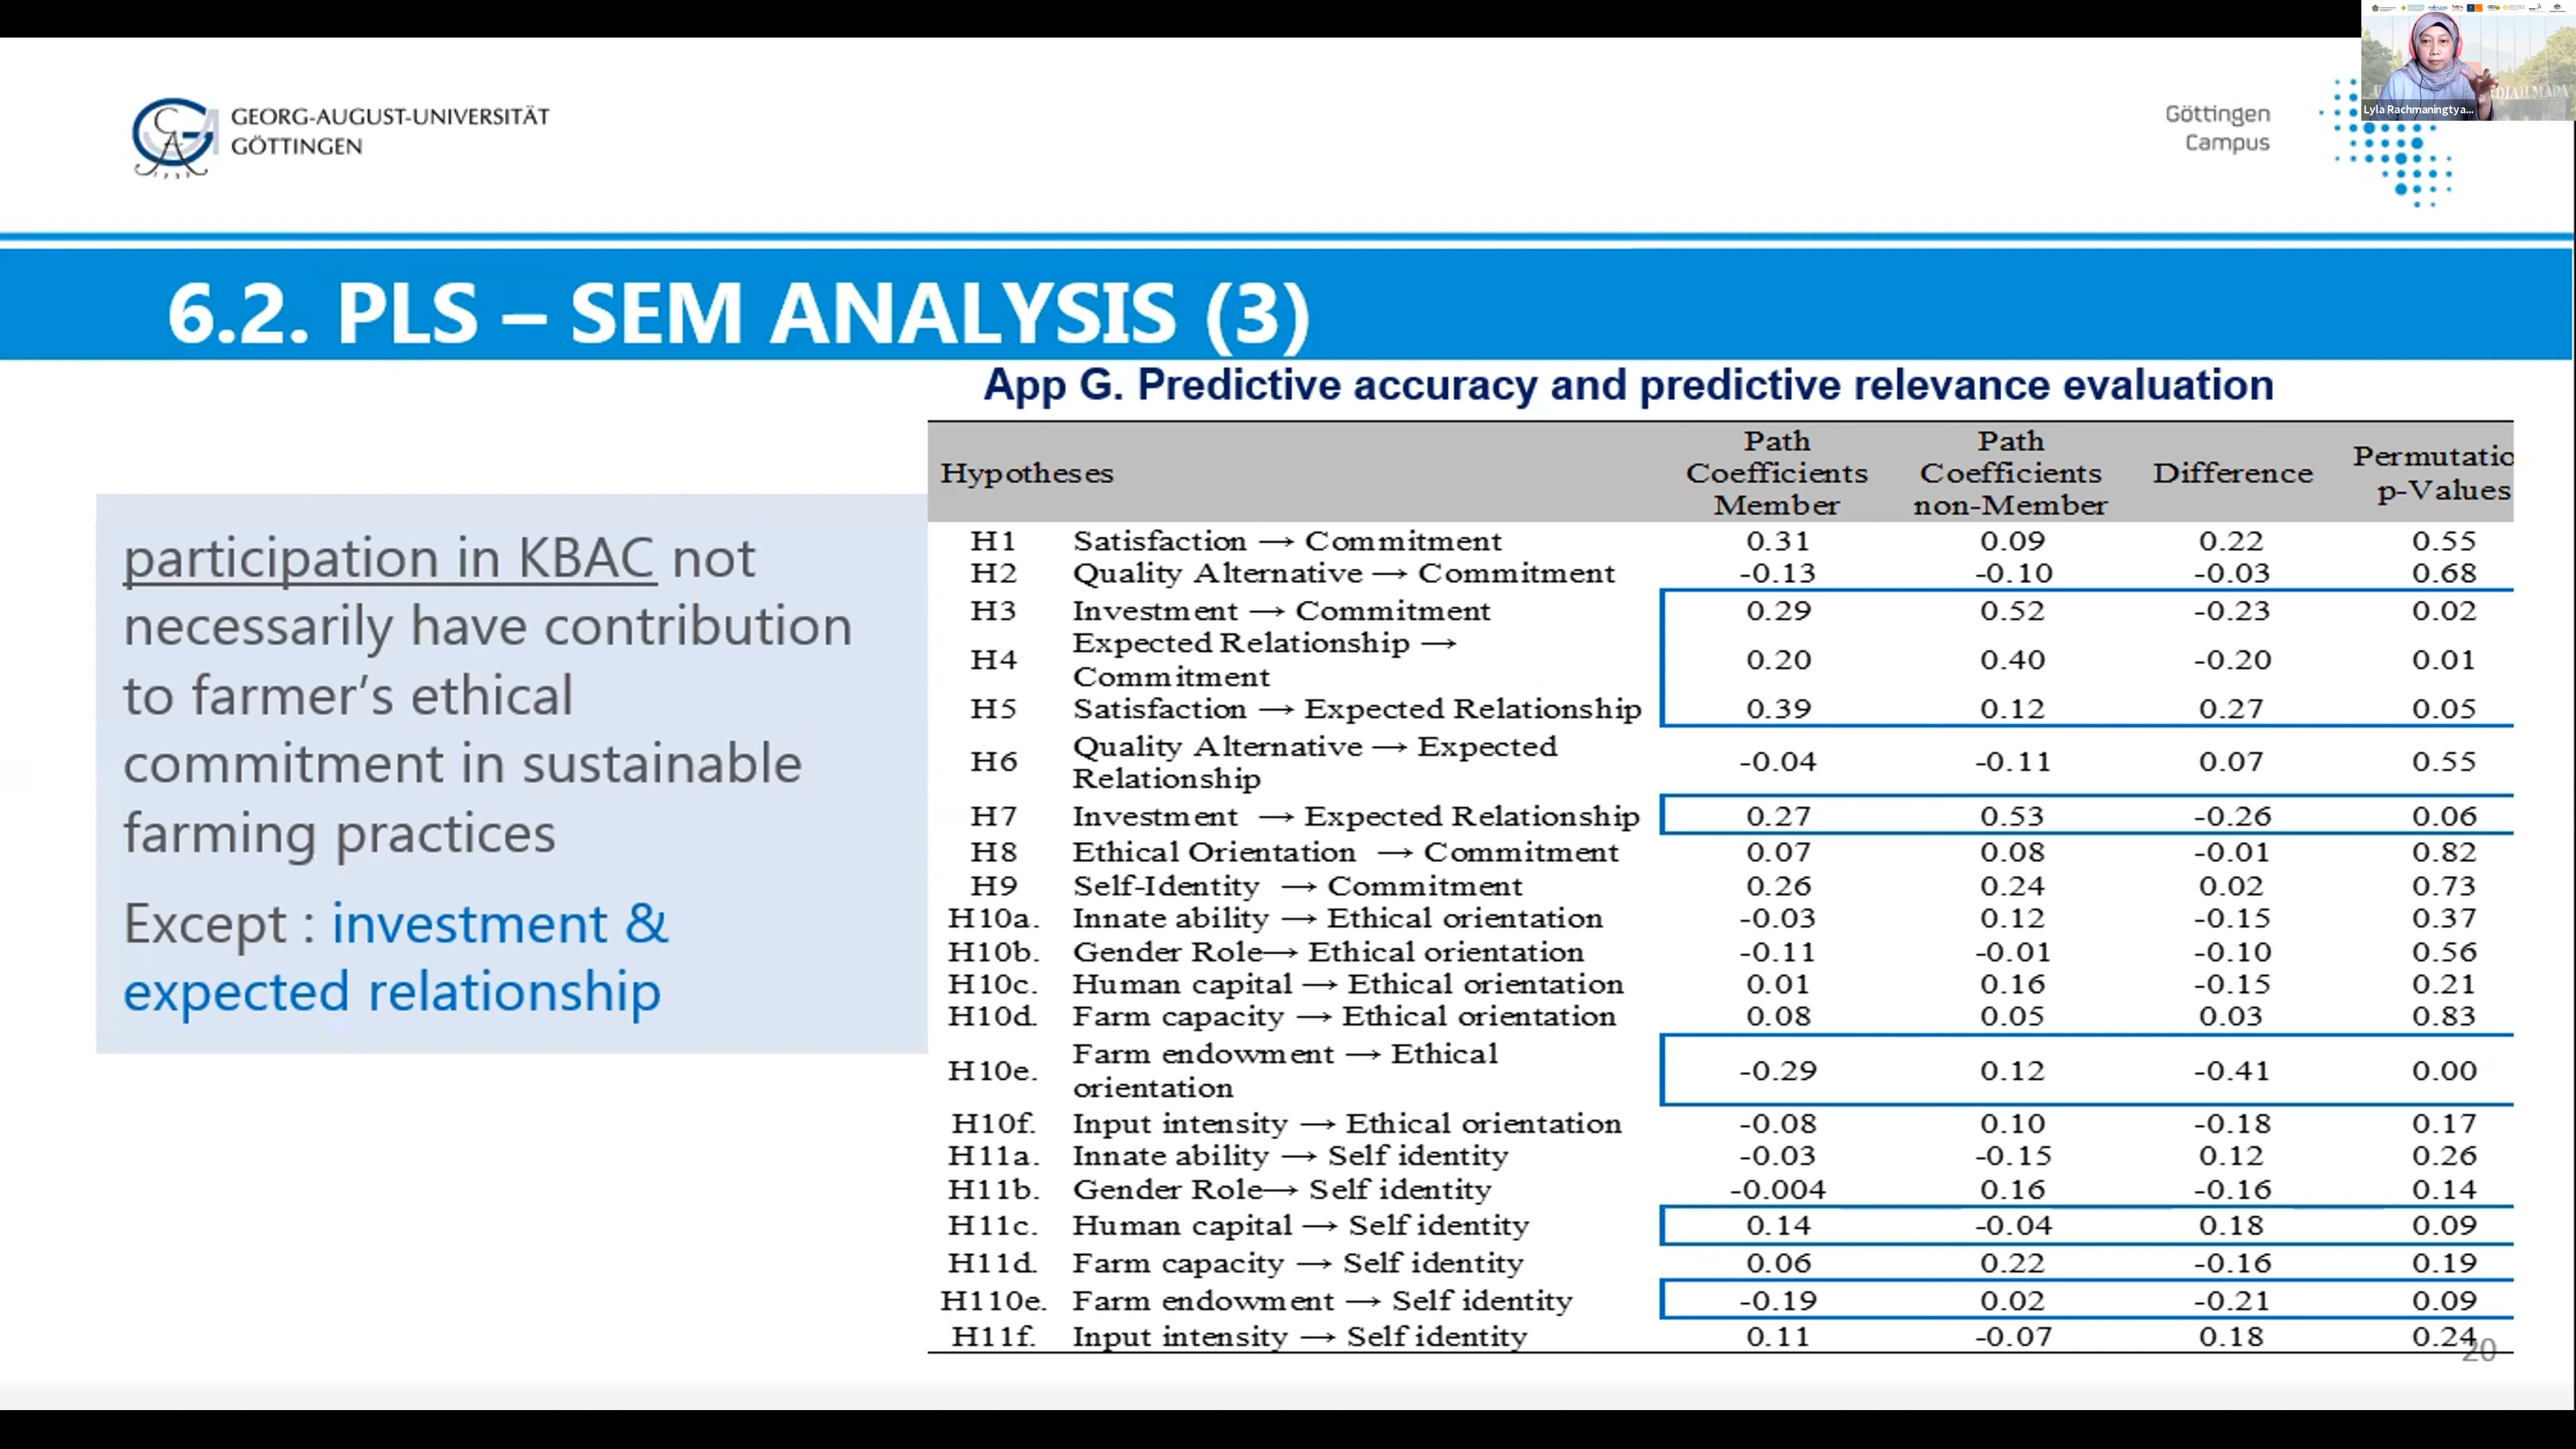 Lyla Rachmaningtya...
GEORG-AUGUST-UNIVERSITÄT
GÖTTINGEN
Göttingen
Campus
6.2. PLS – SEM ANALYSIS (3)
App G. Predictive accuracy and predictive relevance evaluation
participation in KBAC not
necessarily have contribution
to farmer's ethical
commitment in sustainable
farming practices
Except : investment &
expected relationship
Hypotheses Path Coefficients Member Path Coefficients non-Member Difference Permutatio p-Values
H1 Satisfaction → Commitment 0.31 0.09 0.22 0.55
H2 Quality Alternative → Commitment -0.13 -0.10 -0.03 0.68
H3 Investment → Commitment 0.29 0.52 -0.23 0.02
H4 Expected Relationship → Commitment 0.20 0.40 -0.20 0.01
H5 Satisfaction → Expected Relationship 0.39 0.12 0.27 0.05
H6 Quality Alternative → Expected Relationship -0.04 -0.11 0.07 0.55
H7 Investment → Expected Relationship 0.27 0.53 -0.26 0.06
H8 Ethical Orientation → Commitment 0.07 0.08 -0.01 0.82
H9 Self-Identity → Commitment 0.26 0.24 0.02 0.73
H10a. Innate ability → Ethical orientation -0.03 0.12 -0.15 0.37
H10b. Gender Role→ Ethical orientation -0.11 -0.01 -0.10 0.56
H10c. Human capital → Ethical orientation 0.01 0.16 -0.15 0.21
H10d. Farm capacity → Ethical orientation 0.08 0.05 0.03 0.83
H10e. Farm endowment → Ethical orientation -0.29 0.12 -0.41 0.00
H10f. Input intensity → Ethical orientation -0.08 0.10 -0.18 0.17
H11a. Innate ability → Self identity -0.03 -0.15 0.12 0.26
H11b. Gender Role→ Self identity -0.004 0.16 -0.16 0.14
H11c. Human capital → Self identity 0.14 -0.04 0.18 0.09
H11d. Farm capacity → Self identity 0.06 0.22 -0.16 0.19
H110e. Farm endowment → Self identity -0.19 0.02 -0.21 0.09
H11f. Input intensity → Self identity 0.11 -0.07 0.18 0.24
20